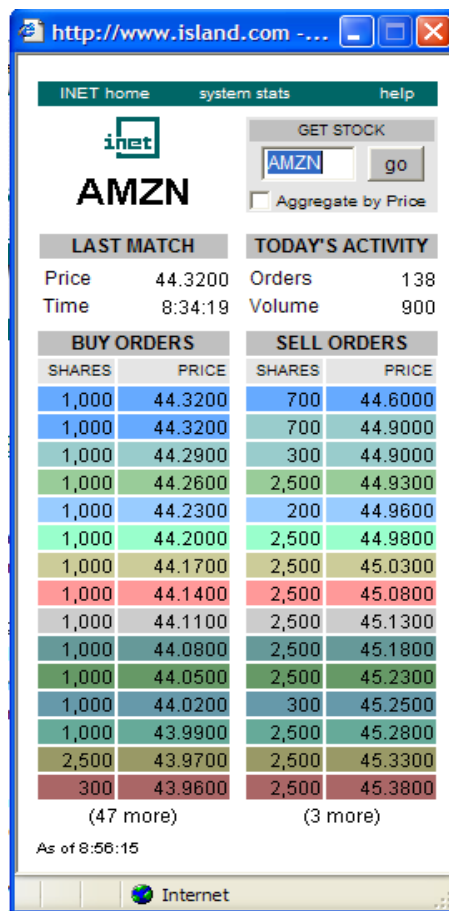 http://www.island.com -...
INET home system stats help
inet
AMZN
GET STOCK
AMZN go
Aggregate by Price
LAST MATCH
Price 44.3200
Time 8:34:19
TODAY'S ACTIVITY
Orders 138
Volume 900
BUY ORDERS
SHARES PRICE
1,000 44.3200
1,000 44.3200
1,000 44.2900
1,000 44.2600
1,000 44.2300
1,000 44.2000
1,000 44.1700
1,000 44.1400
1,000 44.1100
1,000 44.0800
1,000 44.0500
1,000 44.0200
1,000 43.9900
2,500 43.9700
300 43.9600
(47 more)
SELL ORDERS
SHARES PRICE
700 44.6000
700 44.9000
300 44.9000
2,500 44.9300
200 44.9600
2,500 44.9800
2,500 45.0300
2,500 45.0800
2,500 45.1300
2,500 45.1800
2,500 45.2300
300 45.2500
2,500 45.2800
2,500 45.3300
2,500 45.3800
(3 more)
As of 8:56:15
Internet